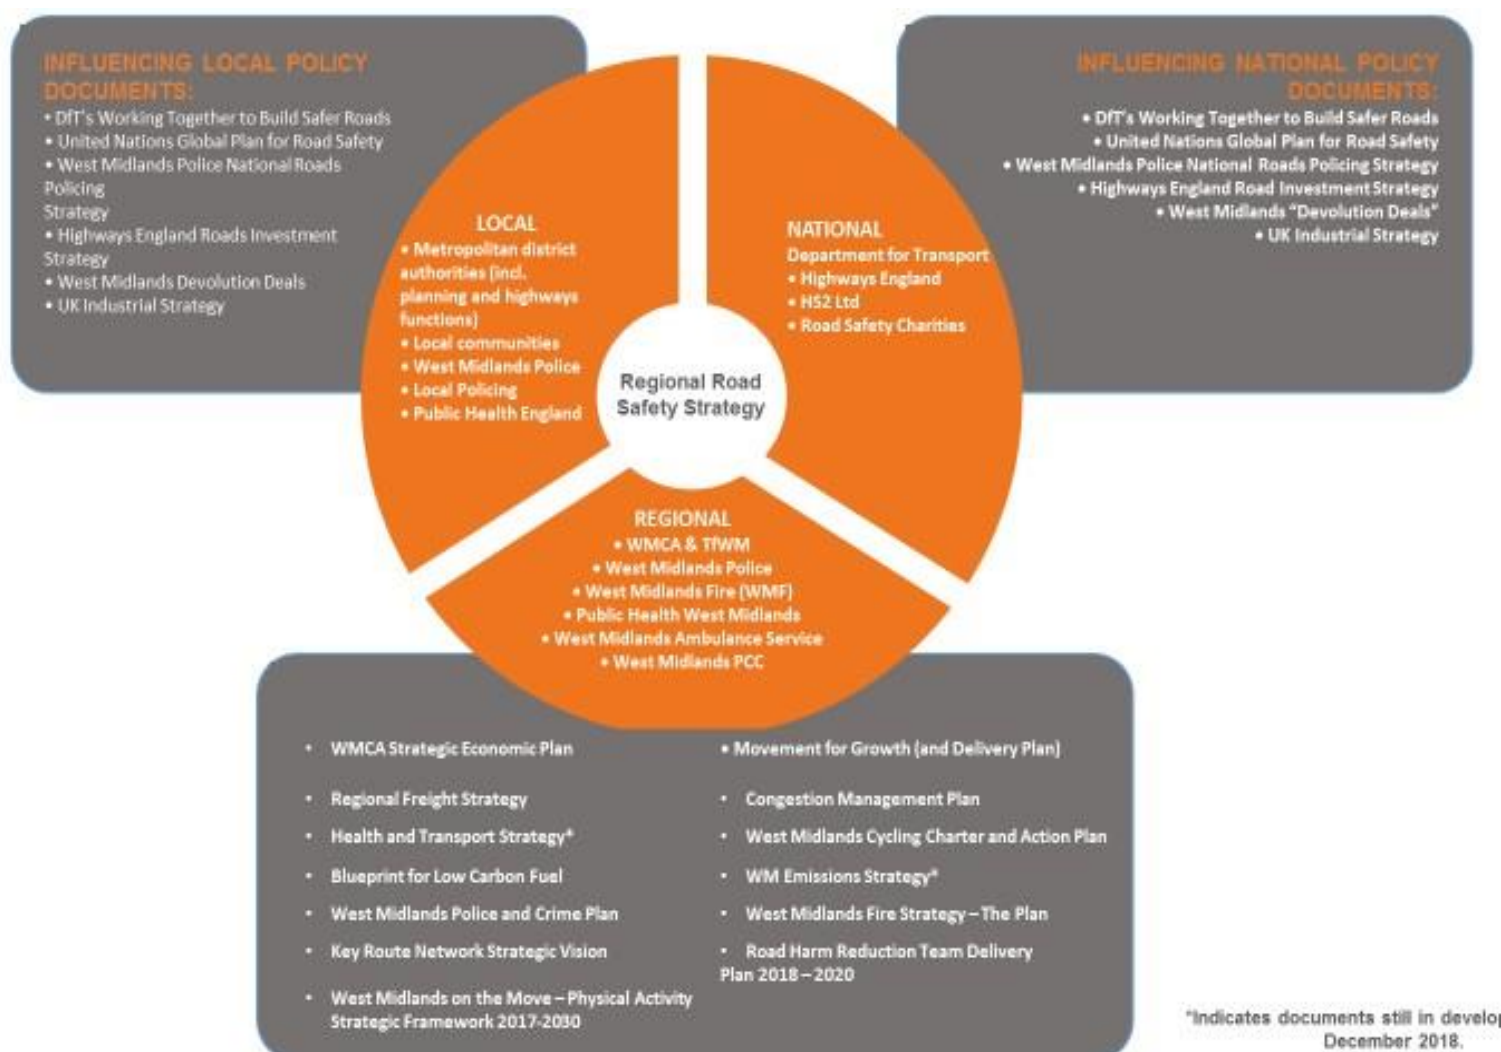 INFLUENCING LOCAL POLICY
DOCUMENTS:
• DfT's Working Together to Build Safer Roads
• United Nations Global Plan for Road Safety
• West Midlands Police National Roads
Policing
Strategy
• Highways England Roads Investment
Strategy
• West Midlands Devolution Deals
• UK Industrial Strategy
INFLUENCING NATIONAL POLICY
DOCUMENTS:
• DfT's Working Together to Build Safer Roads
• United Nations Global Plan for Road Safety
• West Midlands Police National Roads Policing Strategy
• Highways England Road Investment Strategy
• West Midlands "Devolution Deals"
• UK Industrial Strategy
LOCAL
• Metropolitan district
authorities (incl.
planning and highways
functions)
• Local communities
• West Midlands Police
• Local Policing
• Public Health England
NATIONAL
Department for Transport
• Highways England
• HS2 Ltd
• Road Safety Charities
Regional Road
Safety Strategy
REGIONAL
• WMCA & TfWM
• West Midlands Police
• West Midlands Fire (WMF)
• Public Health West Midlands
• West Midlands Ambulance Service
• West Midlands PCC
• WMCA Strategic Economic Plan
• Regional Freight Strategy
• Health and Transport Strategy*
• Blueprint for Low Carbon Fuel
• West Midlands Police and Crime Plan
• Key Route Network Strategic Vision
• West Midlands on the Move – Physical Activity
Strategic Framework 2017-2030
• Movement for Growth (and Delivery Plan)
• Congestion Management Plan
• West Midlands Cycling Charter and Action Plan
• WM Emissions Strategy*
• West Midlands Fire Strategy – The Plan
• Road Harm Reduction Team Delivery
Plan 2018 – 2020
*Indicates documents still in develop
December 2018.